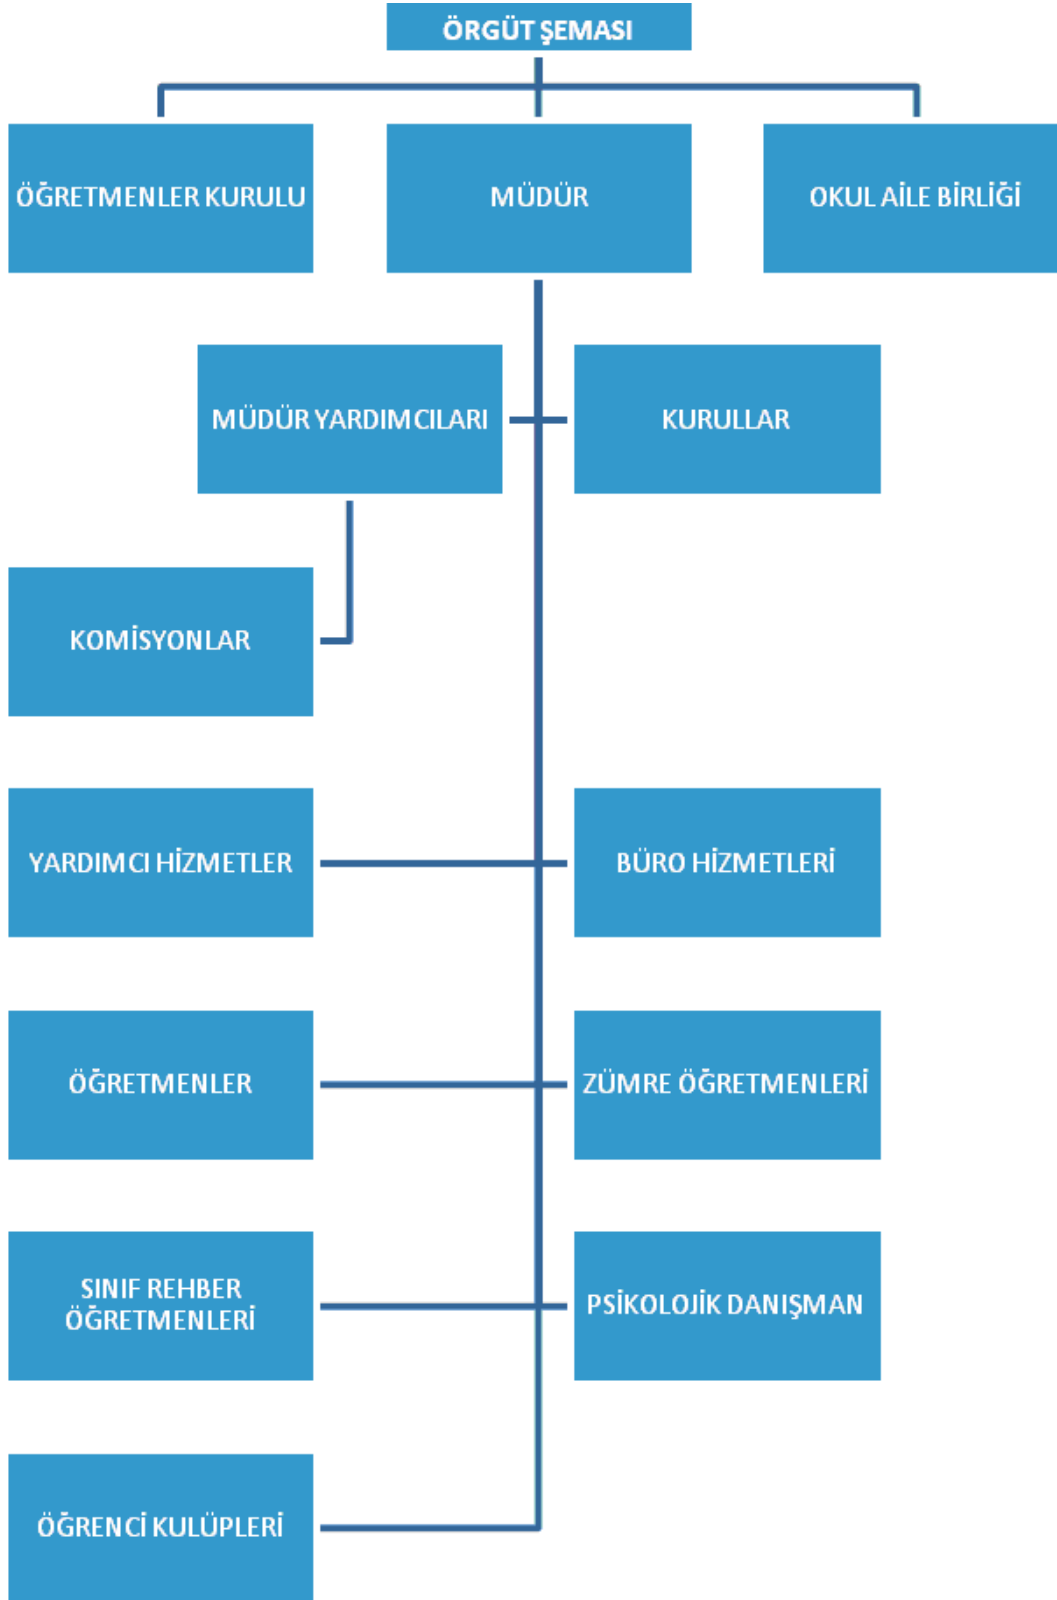 ÖRGÜT ŞEMASI
ÖĞRETMENLER KURULU
MÜDÜR
OKUL AİLE BİRLİĞİ
MÜDÜR YARDIMCILARI
KURULLAR
KOMİSYONLAR
YARDIMCI HİZMETLER
BÜRO HİZMETLERİ
ÖĞRETMENLER
ZÜMRE ÖĞRETMENLERİ
SINIF REHBER
ÖĞRETMENLERİ
PSİKOLOJİK DANIŞMAN
ÖĞRENCİ KULÜPLERİ